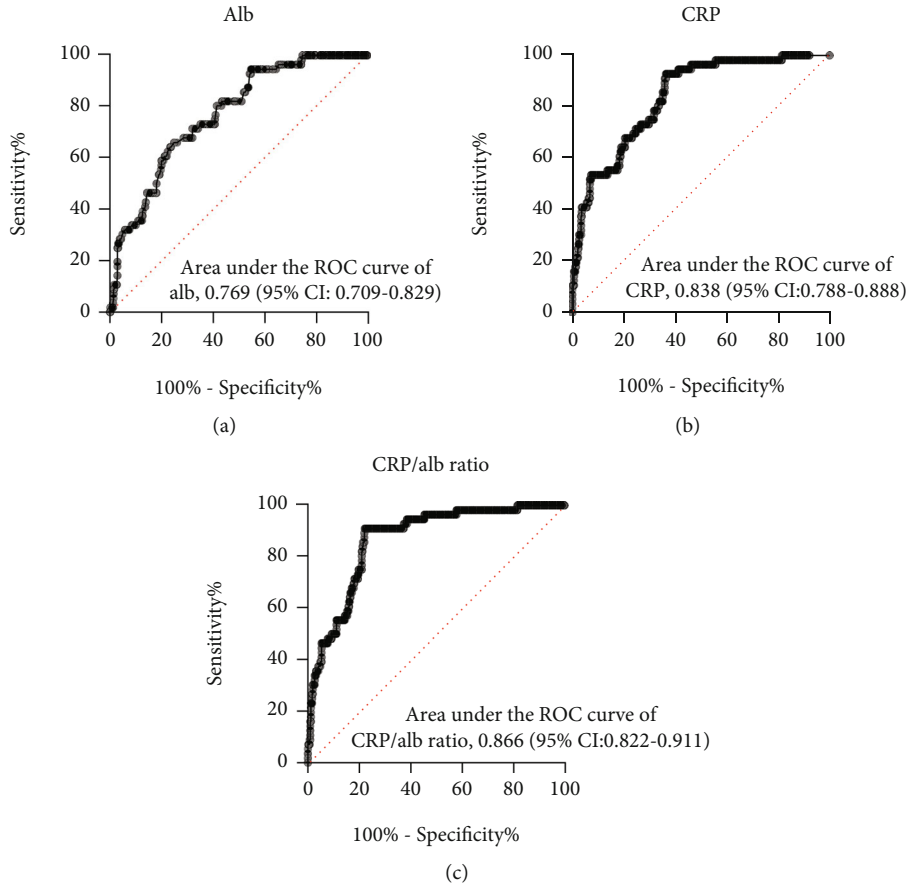 Alb
100
80
60
40
20
0
Sensitivity%
Area under the ROC curve of
alb, 0.769 (95% CI: 0.709-0.829)
0 20 40 60 80 100
100% - Specificity%
(a)
CRP
100
80
60
40
20
0
Sensitivity%
Area under the ROC curve of
CRP, 0.838 (95% CI:0.788-0.888)
0 20 40 60 80 100
100% - Specificity%
(b)
CRP/alb ratio
100
80
60
40
20
0
Sensitivity%
Area under the ROC curve of
CRP/alb ratio, 0.866 (95% CI:0.822-0.911)
0 20 40 60 80 100
100% - Specificity%
(c)